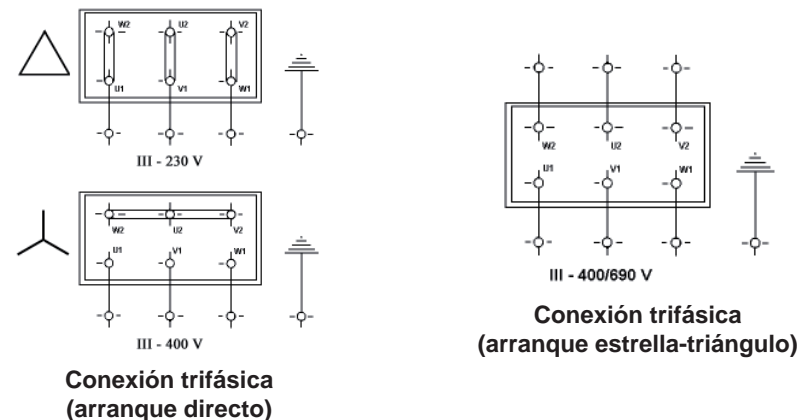 W2 U2 V2
U1 V1 W1
III - 230 V
W2 U2 V2
U1 V1 W1
III - 400 V
Conexión trifásica
(arranque directo)
W2 U2 V2
U1 V1 W1
III - 400/690 V
Conexión trifásica
(arranque estrella-triángulo)